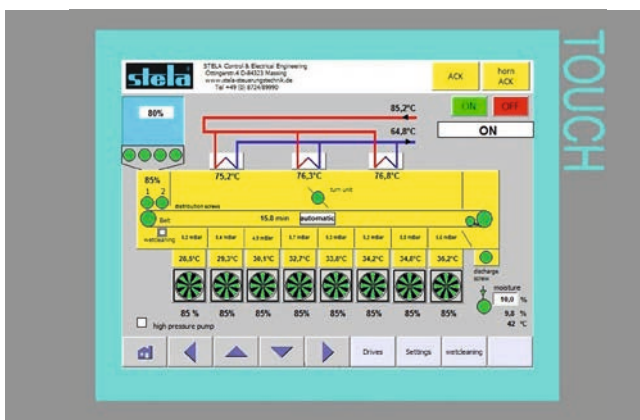 stela
STELA Control & Electrical Engineering
Öttingerstr.4 D-84323 Massing
www.stela-steuerungstechnik.de
Tel +49 (0) 8724/89990
ACK
horn
ACK
TOUCH
80%
85,2°C
ON
OFF
64,8°C
ON
85%
75,2°C
76,3°C
76,8°C
1 2
turn unit
distribution screws
Belt
15.0 min
automatic
wetcleaning
28,5°C
29,3°C
30,1°C
32,7°C
33,8°C
34,2°C
34,8°C
36,2°C
discharge
screw
moisture
10,0 %
85 %
85%
85%
85%
85%
85%
85%
85%
9,8 %
42 °C
high pressure pump
Drives
Settings
wetcleaning